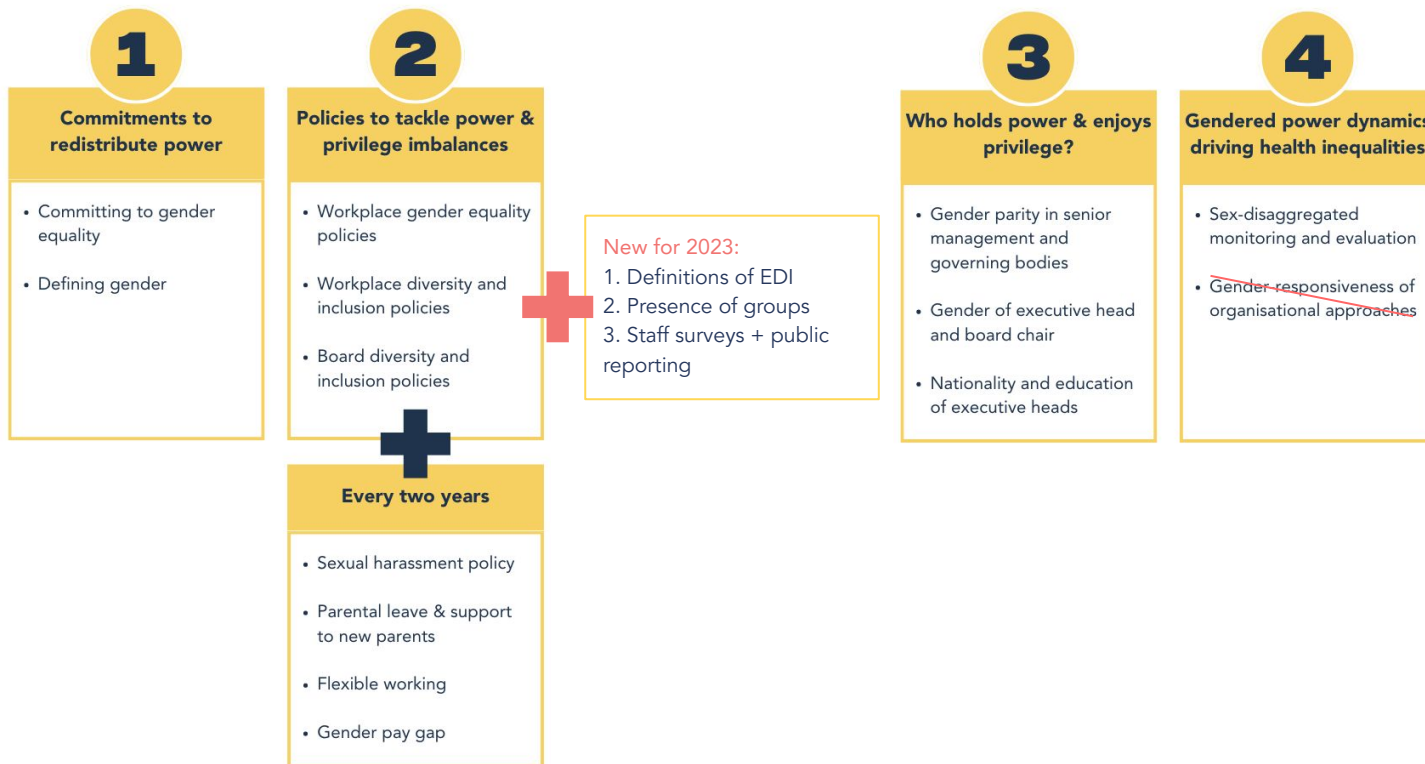 1
Commitments to
redistribute power
• Committing to gender
equality
• Defining gender
2
Policies to tackle power &
privilege imbalances
• Workplace gender equality
policies
• Workplace diversity and
inclusion policies
• Board diversity and
inclusion policies
Every two years
• Sexual harassment policy
• Parental leave & support
to new parents
• Flexible working
• Gender pay gap
New for 2023:
1. Definitions of EDI
2. Presence of groups
3. Staff surveys + public
reporting
3
Who holds power & enjoys
privilege?
• Gender parity in senior
management and
governing bodies
• Gender of executive head
and board chair
• Nationality and education
of executive heads
4
Gendered power dynamics
driving health inequalities
• Sex-disaggregated
monitoring and evaluation
• Gender-responsiveness of
organisational approaches